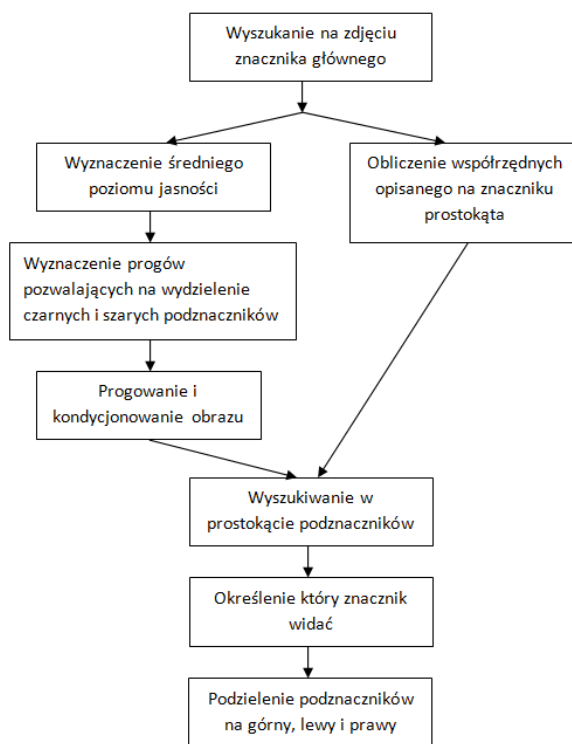 Wyszukanie na zdjęciu
znacznika głównego
Wyznaczenie średniego
poziomu jasności
Obliczenie współrzędnych
opisanego na znaczniku
prostokąta
Wyznaczenie progów
pozwalających na wydzielenie
czarnych i szarych podznaczników
Progowanie i
kondycjonowanie obrazu
Wyszukiwanie w
prostokącie podznaczników
Określenie który znacznik
widać
Podzielenie podznaczników
na górny, lewy i prawy